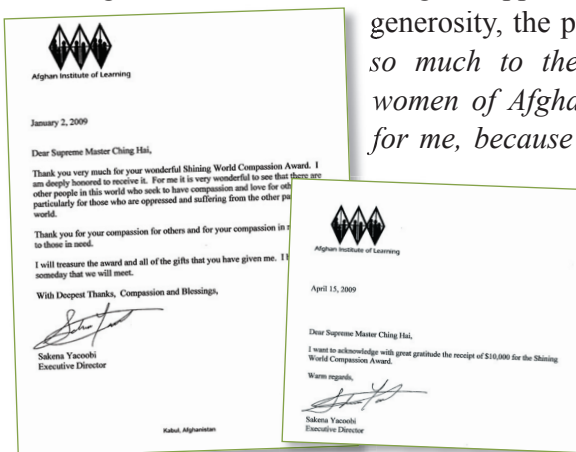 generosity, the p
so much to the
women of Afgha
for me, because
Afghan Institute of Learning
January 2, 2009
Dear Supreme Master Ching Hai,
Thank you very much for your wonderful Shining World Compassion Award. I
am deeply honored to receive it. For me it is very wonderful to see that there are
other people in this world who seek to have compassion and love for oth
particularly for those who are oppressed and suffering from the other pa
world.
Thank you for your compassion for others and for your compassion in
to those in need.
I will treasure the award and all of the gifts that you have given me. I
someday that we will meet.
With Deepest Thanks, Compassion and Blessings,
Sakena Yacoobi
Executive Director
Kabul, Afghanistan
Afghan Institute of Learning
April 15, 2009
Dear Supreme Master Ching Hai,
I want to acknowledge with great gratitude the receipt of $10,000 for the Shining
World Compassion Award.
Warm regards,
Sakena Yacoobi
Executive Director